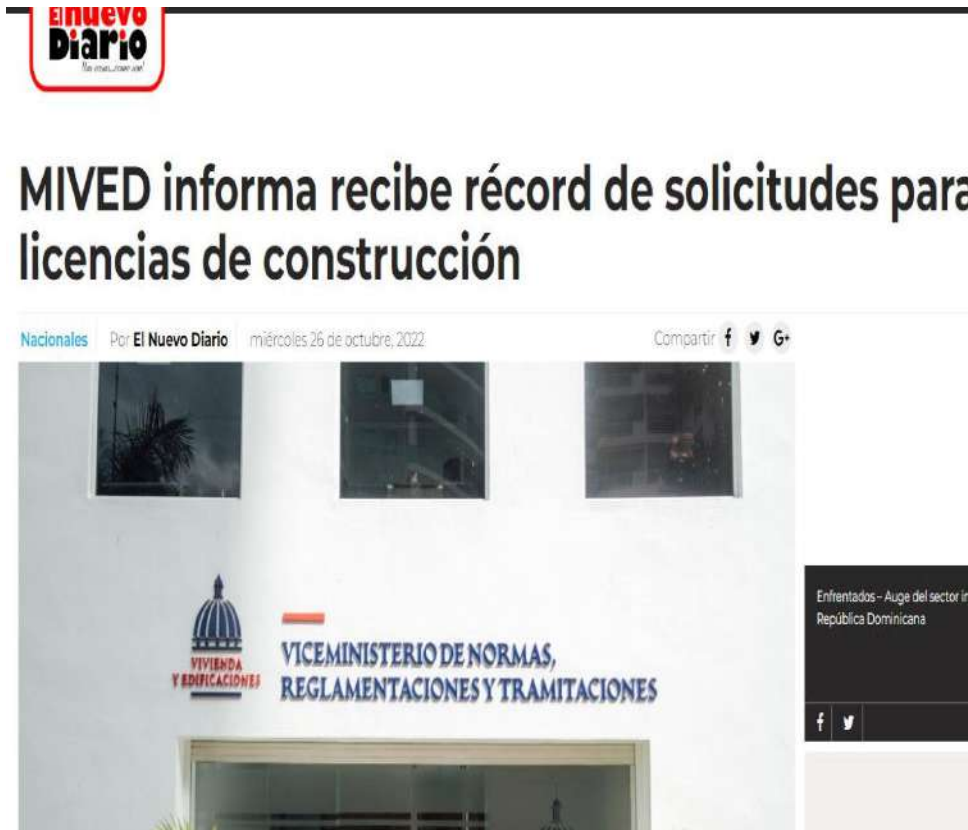 El nuevo
Diario
MIVED informa recibe récord de solicitudes para
licencias de construcción
Nacionales Por El Nuevo Diario miércoles 26 de octubre, 2022 Compartir f G+
VIVIENDA
Y EDIFICACIONES
VICEMINISTERIO DE NORMAS,
REGLAMENTACIONES Y TRAMITACIONES
Enfrentados – Auge del sector
República Dominicana
f